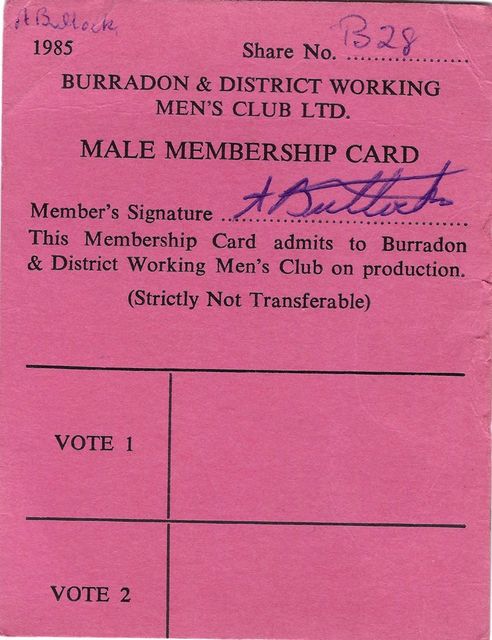 A Bullock
1985 Share No. B28
BURRADON & DISTRICT WORKING
MEN'S CLUB LTD.
MALE MEMBERSHIP CARD
Member's Signature A Bullock
This Membership Card admits to Burradon
& District Working Men's Club on production.
(Strictly Not Transferable)
VOTE 1
VOTE 2